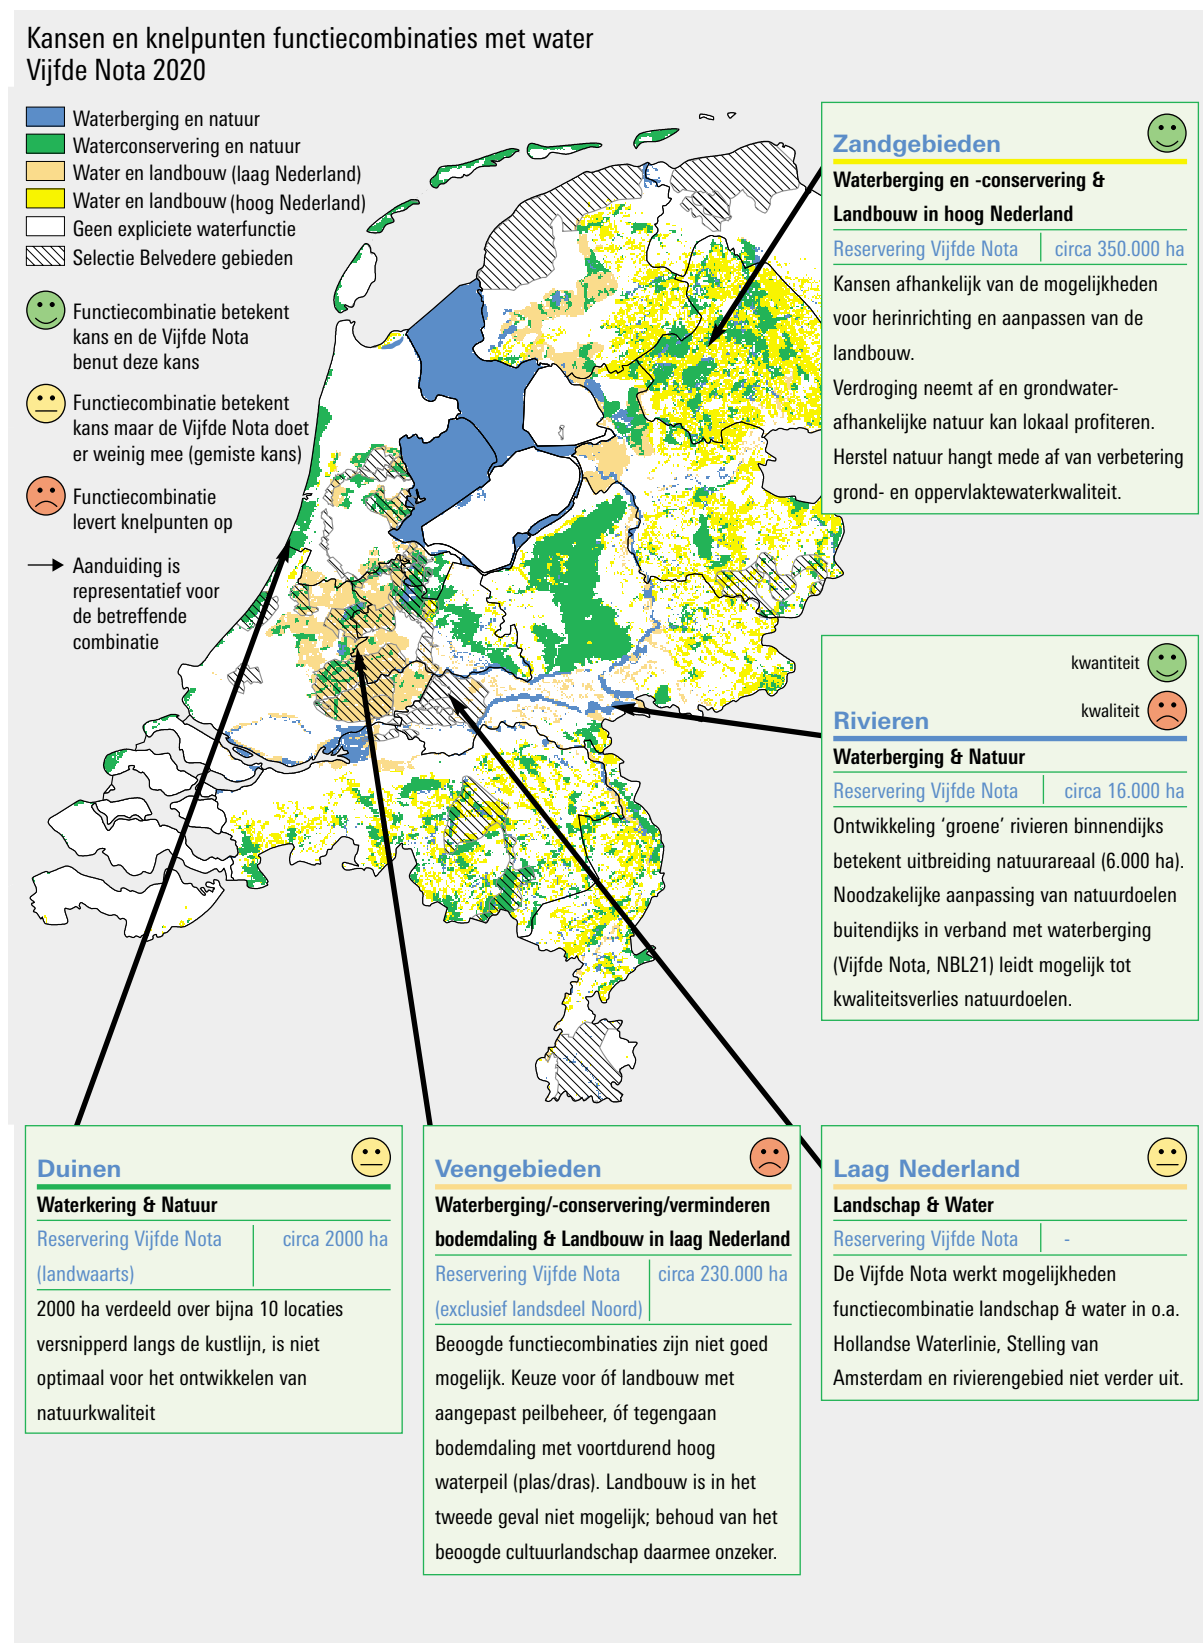 Kansen en knelpunten functiecombinaties met water
Vijfde Nota 2020
Waterberging en natuur
Waterconservering en natuur
Water en landbouw (laag Nederland)
Water en landbouw (hoog Nederland)
Geen expliciete waterfunctie
Selectie Belvedere gebieden
Functiecombinatie betekent
kans en de Vijfde Nota
benut deze kans
Functiecombinatie betekent
kans maar de Vijfde Nota doet
er weinig mee (gemiste kans)
Functiecombinatie
levert knelpunten op
Aanduiding is
representatief voor
de betreffende
combinatie
Zandgebieden
Waterberging en -conservering &
Landbouw in hoog Nederland
Reservering Vijfde Nota circa 350.000 ha
Kansen afhankelijk van de mogelijkheden
voor herinrichting en aanpassen van de
landbouw.
Verdroging neemt af en grondwater-
afhankelijke natuur kan lokaal profiteren.
Herstel natuur hangt mede af van verbetering
grond- en oppervlaktewaterkwaliteit.
kwantiteit
kwaliteit
Rivieren
Waterberging & Natuur
Reservering Vijfde Nota circa 16.000 ha
Ontwikkeling ‘groene’ rivieren binnendijks
betekent uitbreiding natuurareaal (6.000 ha).
Noodzakelijke aanpassing van natuurdoelen
buitendijks in verband met waterberging
(Vijfde Nota, NBL21) leidt mogelijk tot
kwaliteitsverlies natuurdoelen.
Duinen
Waterkering & Natuur
Reservering Vijfde Nota circa 2000 ha
(landwaarts)
2000 ha verdeeld over bijna 10 locaties
versnipperd langs de kustlijn, is niet
optimaal voor het ontwikkelen van
natuurkwaliteit
Veengebieden
Waterberging/-conservering/verminderen
bodemdaling & Landbouw in laag Nederland
Reservering Vijfde Nota circa 230.000 ha
(exclusief landsdeel Noord)
Beoogde functiecombinaties zijn niet goed
mogelijk. Keuze voor óf landbouw met
aangepast peilbeheer, óf tegengaan
bodemdaling met voortdurend hoog
waterpeil (plas/dras). Landbouw is in het
tweede geval niet mogelijk; behoud van het
beoogde cultuurlandschap daarmee onzeker.
Laag Nederland
Landschap & Water
Reservering Vijfde Nota -
De Vijfde Nota werkt mogelijkheden
functiecombinatie landschap & water in o.a.
Hollandse Waterlinie, Stelling van
Amsterdam en rivierengebied niet verder uit.